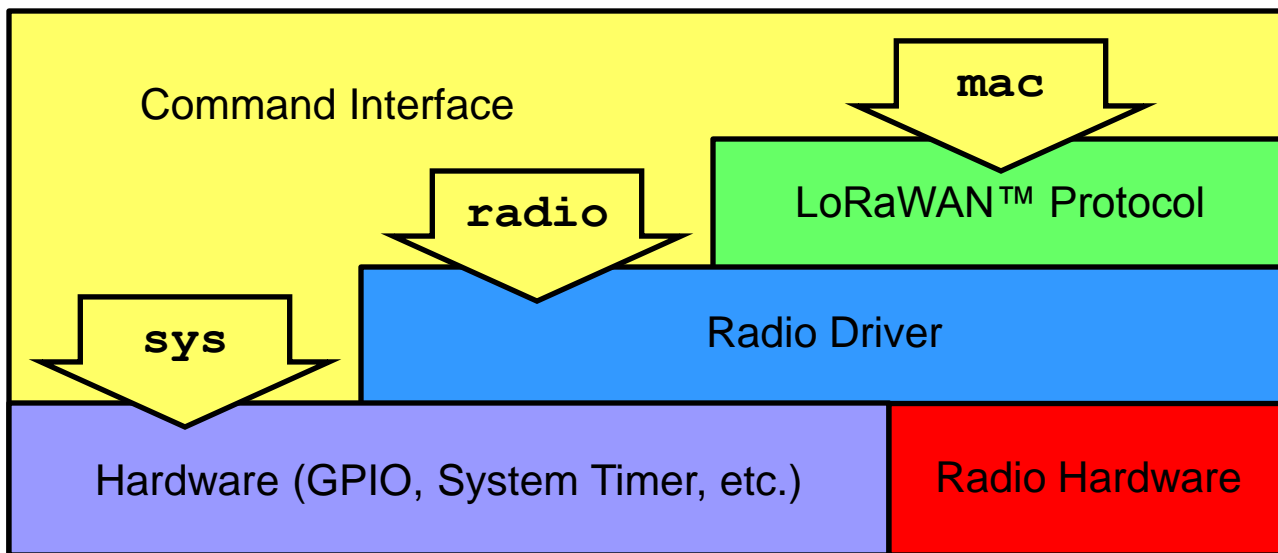 mac
Command Interface
LoRaWAN™ Protocol
radio
Radio Driver
sys
Hardware (GPIO, System Timer, etc.)
Radio Hardware